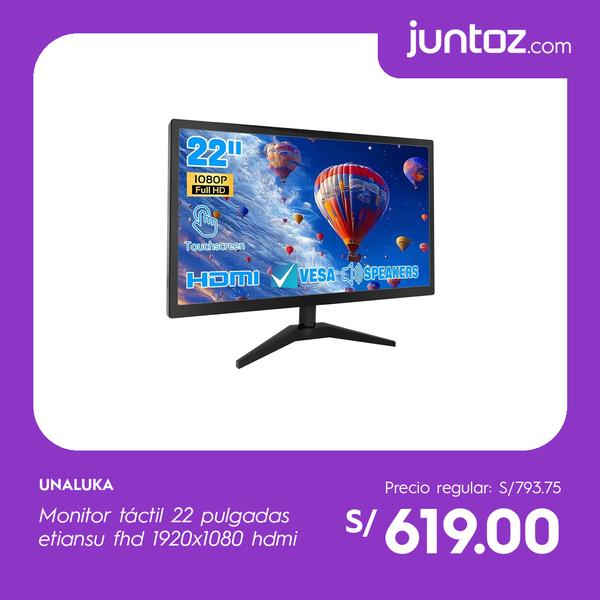 juntoz.com
22"
1080P
Full HD
Touchscreen
HDMI VESA SPEAKERS
UNALUKA
Monitor táctil 22 pulgadas
etiansu fhd 1920x1080 hdmi
Precio regular: S/793.75
S/ 619.00